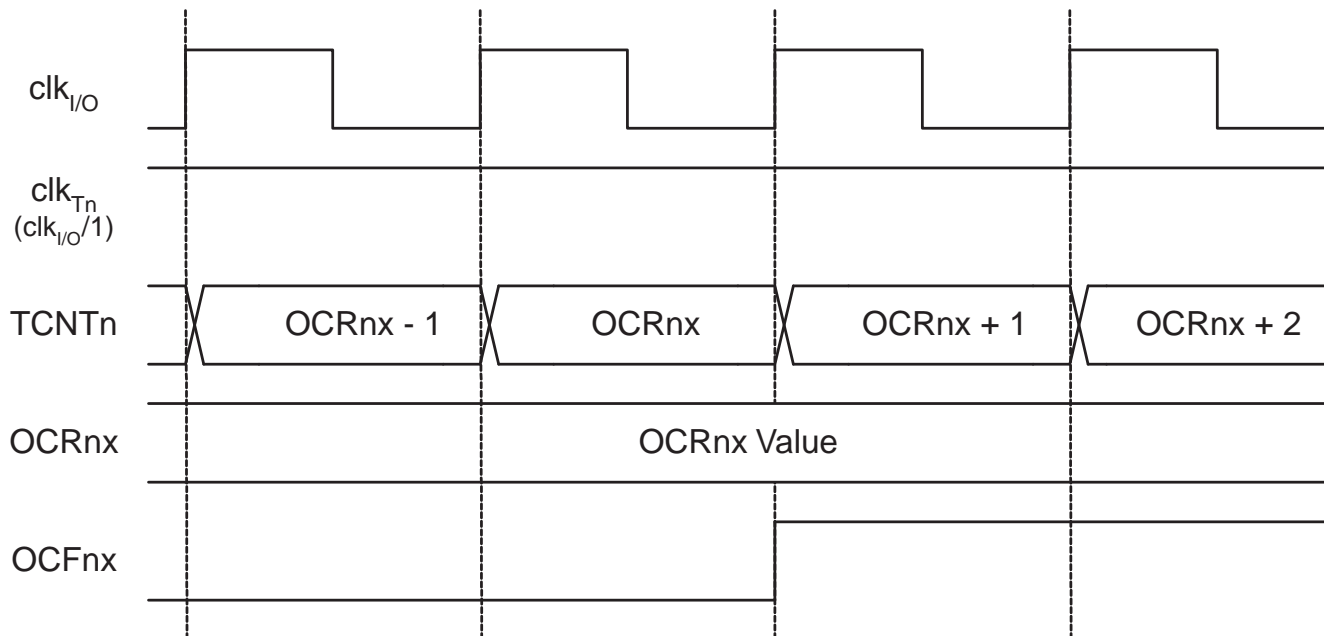 clkI/O
clkTn
(clkI/O/1)
TCNTn
OCRnx - 1
OCRnx
OCRnx + 1
OCRnx + 2
OCRnx
OCRnx Value
OCFnx